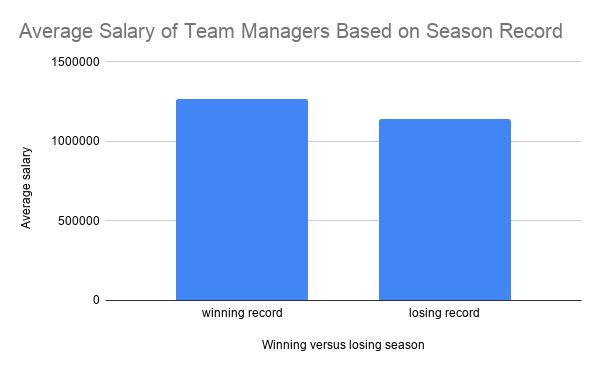 Average Salary of Team Managers Based on Season Record
1500000
1000000
500000
0
Average salary
winning record
losing record
Winning versus losing season